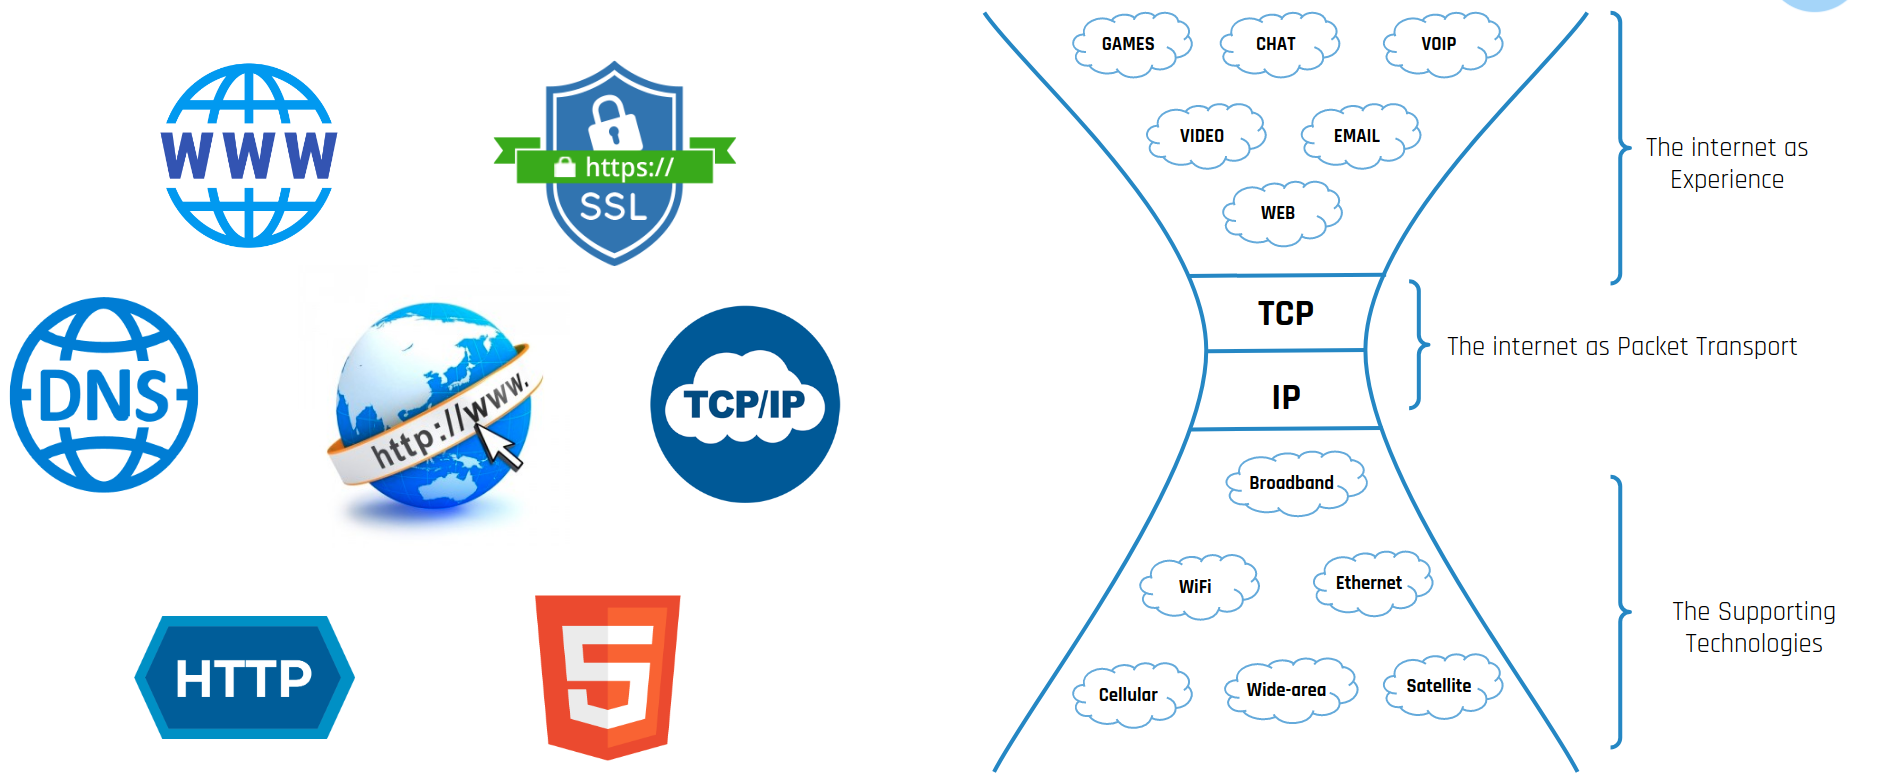 WWW
https://
SSL
DNS
http://www.
TCP/IP
HTTP
5
GAMES
CHAT
VOIP
VIDEO
EMAIL
WEB
The internet as
Experience
TCP
The internet as Packet Transport
IP
Broadband
WiFi
Ethernet
The Supporting
Technologies
Cellular
Wide-area
Satellite